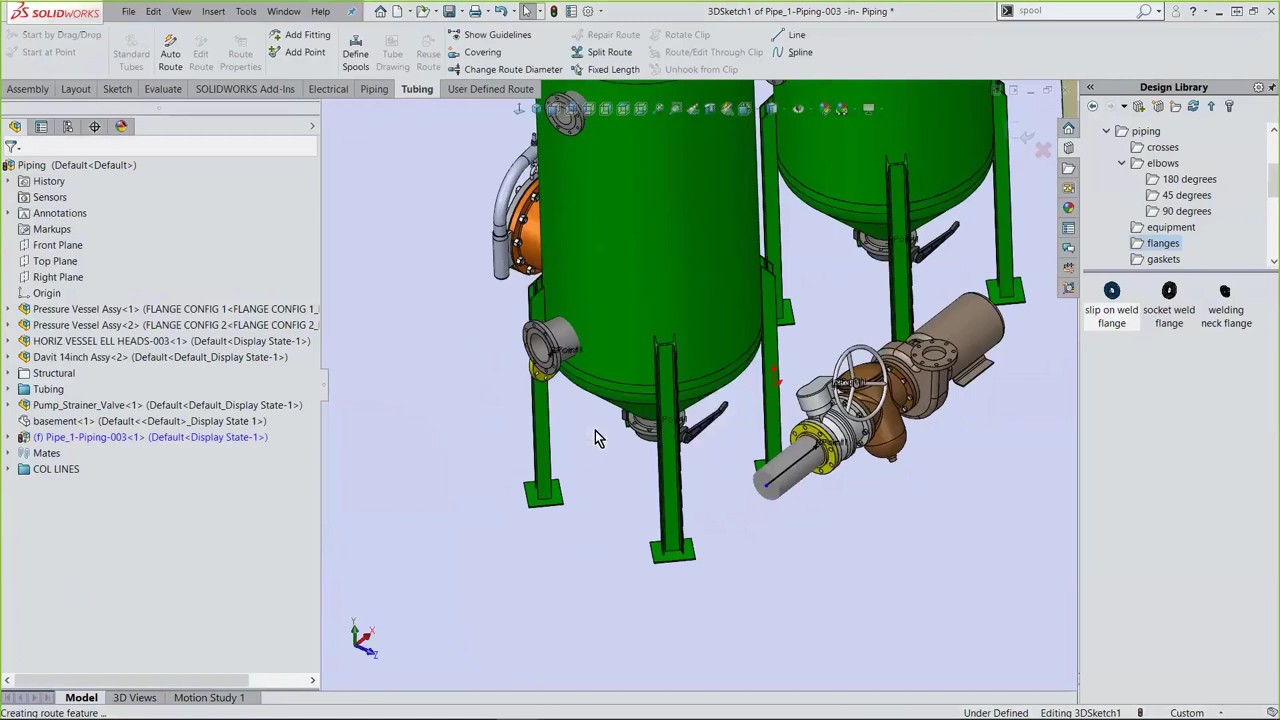 SOLIDWORKS File Edit View Insert Tools Window Help 3DSketch1 of Pipe_1-Piping-003 -in- Piping * spool
Start by Drag/Drop
Start at Point
Standard Tubes
Auto Route
Edit Route
Route Properties
Add Fitting
Add Point
Define Spools
Tube Drawing
Reuse Route
Show Guidelines
Covering
Change Route Diameter
Repair Route
Split Route
Fixed Length
Rotate Clip
Route/Edit Through Clip
Unhook from Clip
Line
Spline
Assembly Layout Sketch Evaluate SOLIDWORKS Add-Ins Electrical Piping Tubing User Defined Route
Design Library
Piping (Default<Default>)
History
Sensors
Annotations
Markups
Front Plane
Top Plane
Right Plane
Origin
Pressure Vessel Assy<1> (FLANGE CONFIG 1<FLANGE CONFIG 1_
Pressure Vessel Assy<2> (FLANGE CONFIG 2<FLANGE CONFIG 2_
HORIZ VESSEL ELL HEADS-003<1> (Default<Default_Display State-1>)
Davit 14inch Assy<2> (Default<Display State-1>)
Structural
Tubing
Pump_Strainer_Valve<1> (Default<Default_Display State-1>)
basement<1> (Default<<Default>_Display State 1>)
(f) Pipe_1-Piping-003<1> (Default<Display State-1>)
Mates
COL LINES
piping
crosses
elbows
180 degrees
45 degrees
90 degrees
equipment
flanges
gaskets
slip on weld flange
socket weld flange
welding neck flange
Y
X
Z
Model 3D Views Motion Study 1
Creating route feature ... Under Defined Editing 3DSketch1 Custom